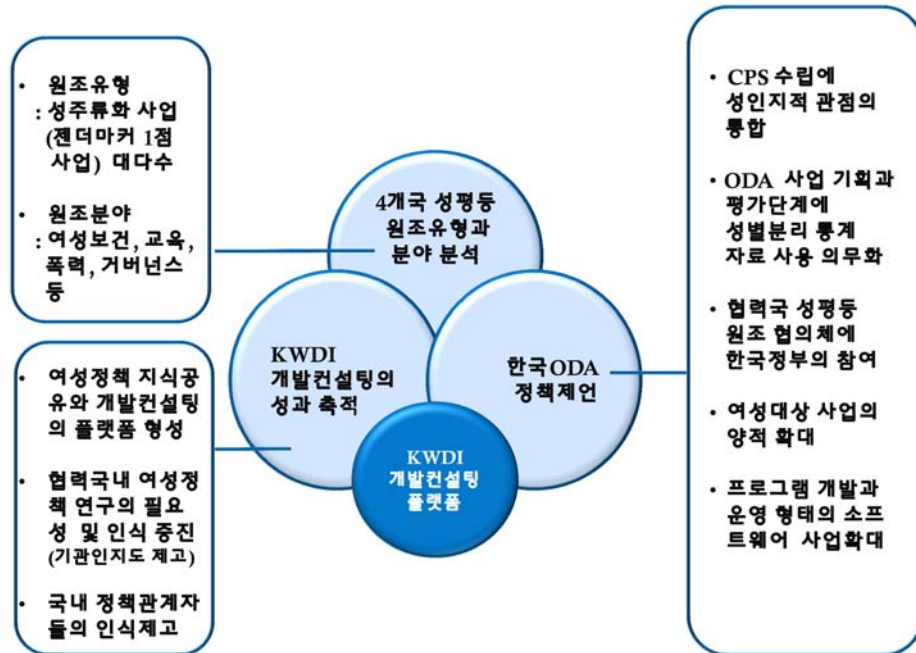 • 원조유형
: 성주류화 사업
(젠더마커 1점
사업) 대다수
• 원조분야
: 여성보건, 교육,
폭력, 거버넌스
등
• 여성정책 지식공
유와 개발컨설팅
의 플랫폼 형성
• 협력국내 여성정
책 연구의 필요
성 및 인식 증진
(기관인지도 제고)
• 국내 정책관계자
들의 인식제고
4개국 성평등
원조유형과
분야 분석
KWDI
개발컨설팅의
성과 축적
한국ODA
정책제언
KWDI
개발컨설팅
플랫폼
• CPS 수립에
성인지적 관점의
통합
• ODA 사업 기획과
평가단계에
성별분리 통계
자료 사용 의무화
• 협력국 성평등
원조 협의체에
한국정부의 참여
• 여성대상 사업의
양적 확대
• 프로그램 개발과
운영 형태의 소프
트웨어 사업확대